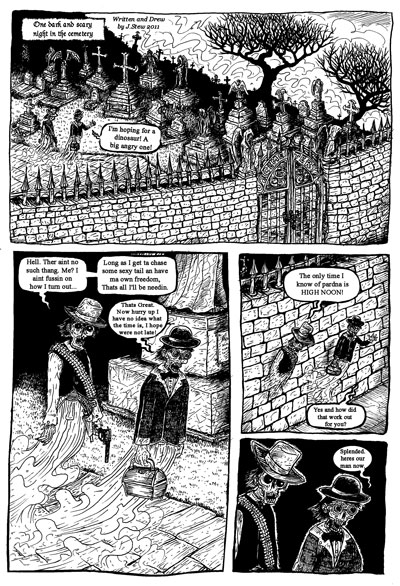 One dark and scary
night in the cemetery
Written and Drew
by J.Stew 2011
I'm hoping for a
dinosaur! A
big angry one!
Hell. Ther aint no
such thang. Me? I
aint fussin on
how I turn out...
Long as I get ta chase
some sexy tail an have
ma own freedom,
Thats all I'll be needin.
Thats Great.
Now hurry up I
have no idea what
the time is, I hope
were not late!
The only time I
know of pardna is
HIGH NOON!
Yes and how did
that work out
for you?
Splended.
heres our
man now.